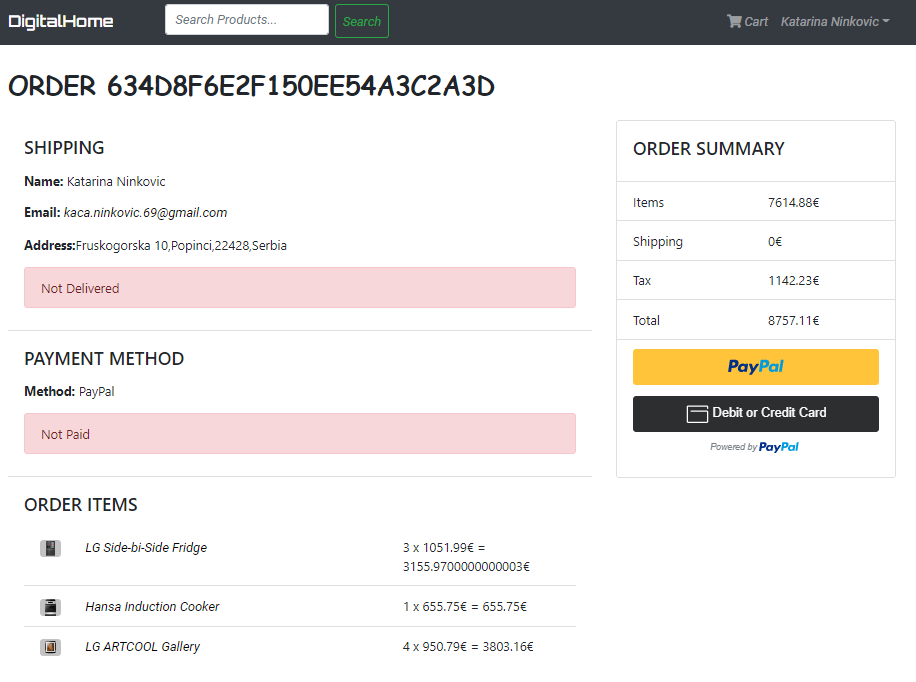 DigitalHome
Search Products...
Search
Cart
Katarina Ninkovic
ORDER 634D8F6E2F150EE54A3C2A3D
SHIPPING
Name: Katarina Ninkovic
Email: kaca.ninkovic.69@gmail.com
Address:Fruskogorska 10,Popinci,22428,Serbia
Not Delivered
PAYMENT METHOD
Method: PayPal
Not Paid
ORDER ITEMS
LG Side-bi-Side Fridge
3 x 1051.99€ =
3155.9700000000003€
Hansa Induction Cooker
1 x 655.75€ = 655.75€
LG ARTCOOL Gallery
4 x 950.79€ = 3803.16€
ORDER SUMMARY
Items 7614.88€
Shipping 0€
Tax 1142.23€
Total 8757.11€
PayPal
Debit or Credit Card
Powered by PayPal